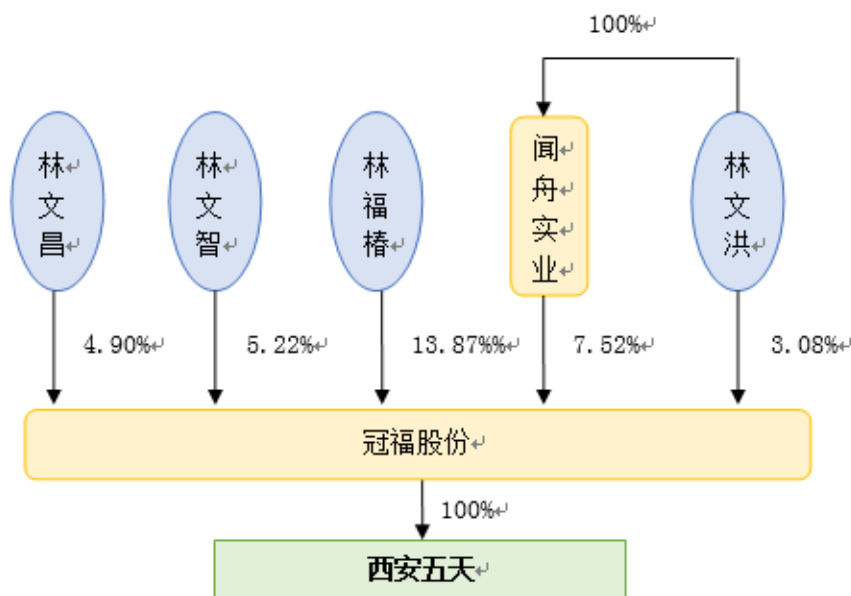 100%
林文昌
林文智
林福椿
闻舟实业
林文洪
4.90%
5.22%
13.87%%
7.52%
3.08%
冠福股份
100%
西安五天